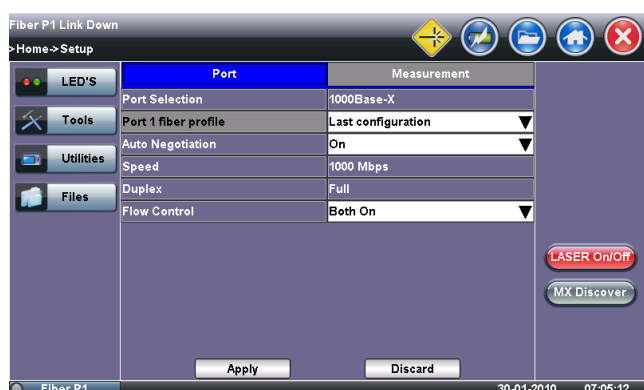 Fiber P1 Link Down
>Home->Setup
LED'S
Tools
Utilities
Files
Port Measurement
Port Selection 1000Base-X
Port 1 fiber profile Last configuration
Auto Negotiation On
Speed 1000 Mbps
Duplex Full
Flow Control Both On
LASER On/Off
MX Discover
Apply Discard
Fiber P1 30-01-2010 07:05:12